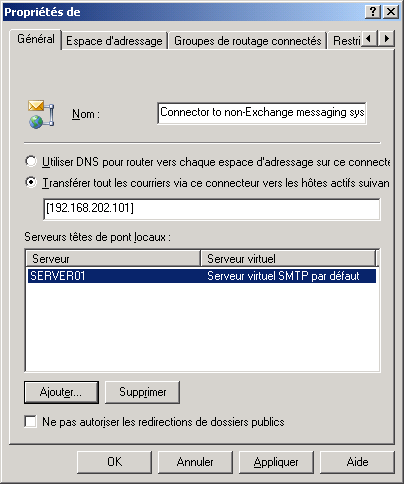 Propriétés de
Général
Espace d'adressage
Groupes de routage connectés
Restri
Nom :
Connector to non-Exchange messaging sys
Utiliser DNS pour router vers chaque espace d'adressage sur ce connecte
Transférer tout les courriers via ce connecteur vers les hôtes actifs suivan
[192.168.202.101]
Serveurs têtes de pont locaux :
Serveur
Serveur virtuel
SERVER01
Serveur virtuel SMTP par défaut
Ajouter...
Supprimer
Ne pas autoriser les redirections de dossiers publics
OK
Annuler
Appliquer
Aide